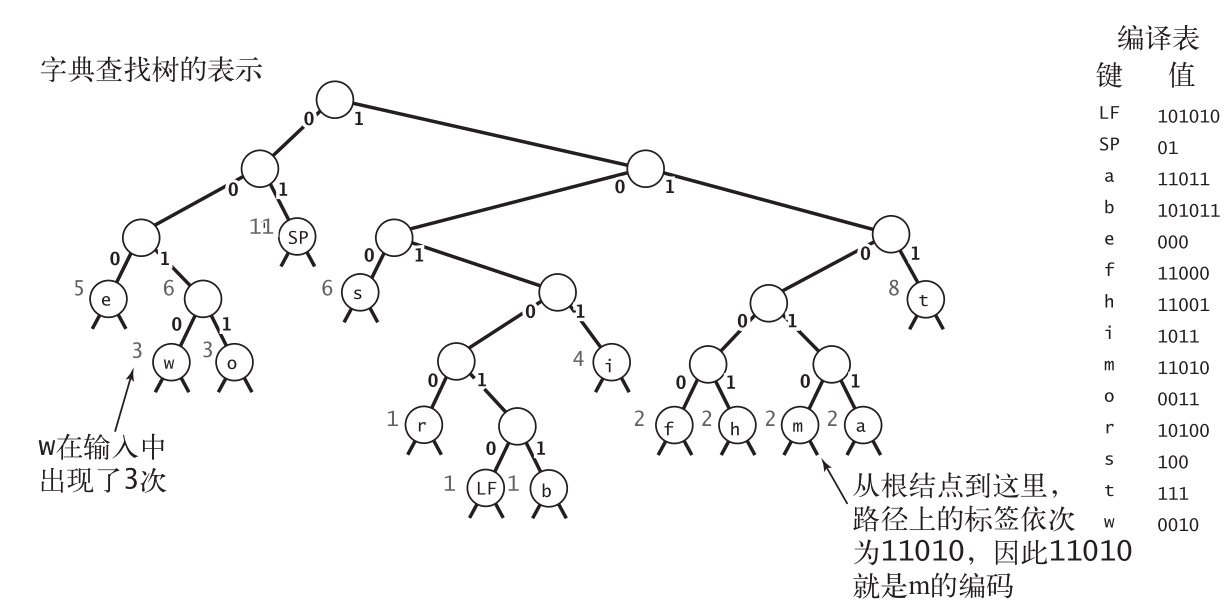 字典查找树的表示
编译表
键 值
LF 101010
SP 01
a 11011
b 101011
e 000
f 11000
h 11001
i 1011
m 11010
o 0011
r 10100
s 100
t 111
w 0010
0 1
0 1 0 1
11 SP
0 1 0 1 0 1
5 e 6 6 s 8 t
0 1 0 1 0 1
3 w 3 o 4 i
0 1 0 1 0 1
1 r 2 f 2 h 2 m 2 a
0 1
1 LF 1 b
w在输入中
出现了3次
从根结点到这里，
路径上的标签依次
为11010，因此11010
就是m的编码